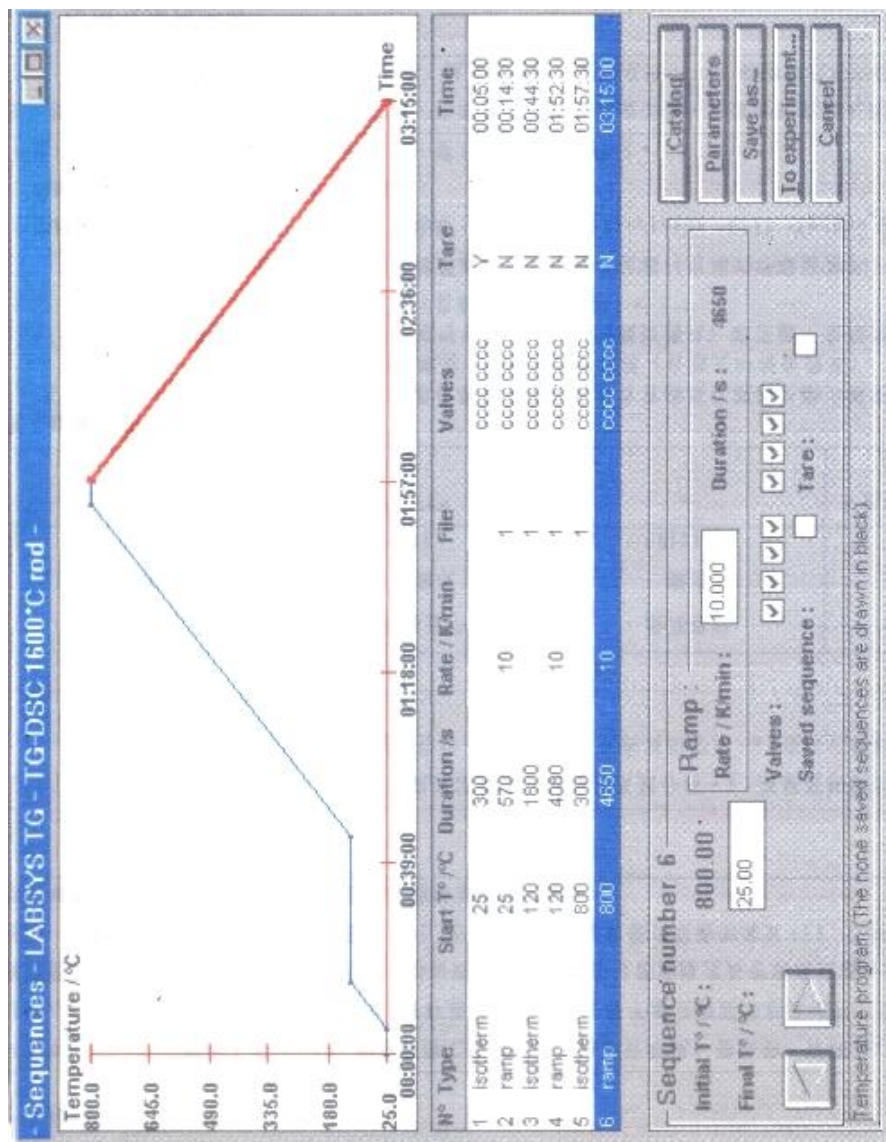 - Sequences - LABSYS TG - TG-DSC 1600°C rod -
Temperature / °C
800.0
645.0
490.0
335.0
180.0
25.0
00:00:00 00:39:00 01:18:00 01:57:00 02:36:00 03:15:00
Time
N° Type Start T° /°C Duration /s Rate / K/min File Valves Tare Time
1 isotherm 25 300 cccc cccc Y 00:05:00
2 ramp 25 570 10 1 cccc cccc N 00:14:30
3 isotherm 120 1800 1 cccc cccc N 00:44:30
4 ramp 120 4080 10 1 cccc cccc N 01:52:30
5 isotherm 800 300 1 cccc cccc N 01:57:30
6 ramp 800 4650 10 cccc cccc N 03:15:00
Sequence number 6
Initial T° /°C : 800.00
Final T° /°C : 25.00
Ramp :
Rate / K/min : 10.000 Duration / s : 4650
Valves :
Saved sequence : Tare :
Catalog
Parameters
Save as...
To experiment...
Cancel
Temperature program (The none saved sequences are drawn in black)